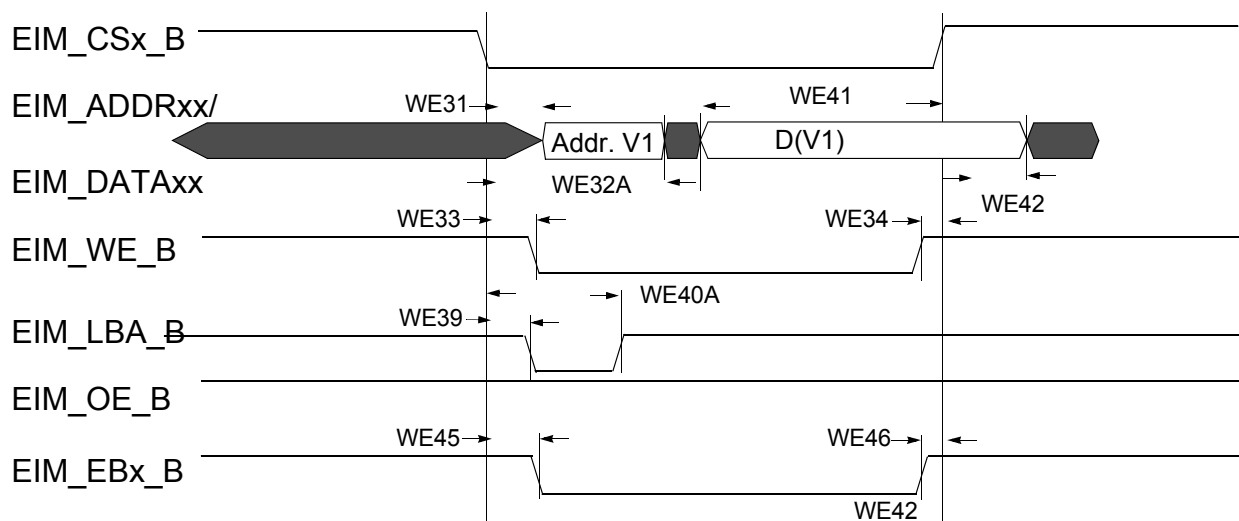 EIM_CSx_B
EIM_ADDRxx/
WE31
WE41
Addr. V1
D(V1)
EIM_DATAxx
WE32A
WE42
WE33
WE34
EIM_WE_B
WE40A
WE39
EIM_LBA_B
EIM_OE_B
WE45
WE46
EIM_EBx_B
WE42